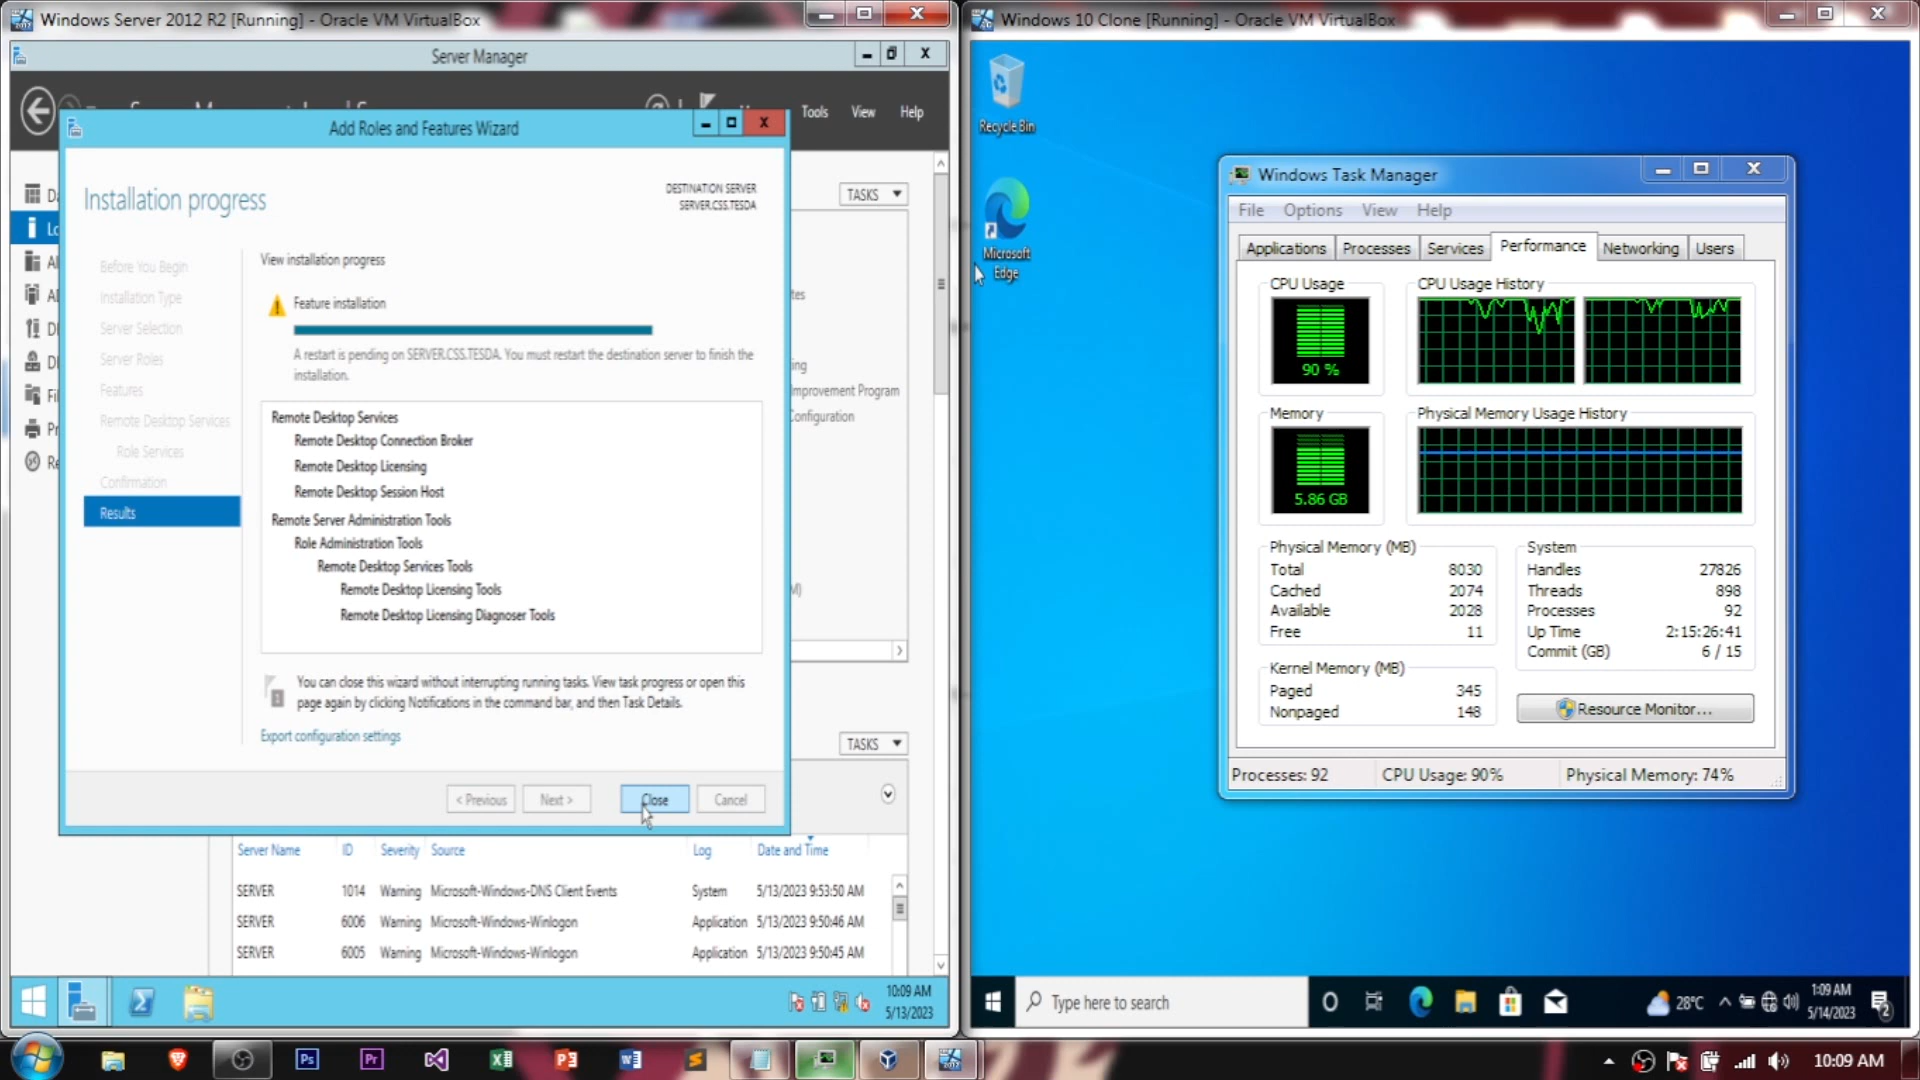 Windows Server 2012 R2 [Running] - Oracle VM VirtualBox
Server Manager
Tools View Help
Add Roles and Features Wizard
Installation progress
DESTINATION SERVER
SERVER.CSS.TESDA
Before You Begin
Installation Type
Server Selection
Server Roles
Features
Remote Desktop Services
Role Services
Confirmation
Results
View installation progress
Feature installation
A restart is pending on SERVER.CSS.TESDA. You must restart the destination server to finish the
installation.
Remote Desktop Services
Remote Desktop Connection Broker
Remote Desktop Licensing
Remote Desktop Session Host
Remote Server Administration Tools
Role Administration Tools
Remote Desktop Services Tools
Remote Desktop Licensing Tools
Remote Desktop Licensing Diagnoser Tools
You can close this wizard without interrupting running tasks. View task progress or open this
page again by clicking Notifications in the command bar, and then Task Details.
Export configuration settings
< Previous Next > Close Cancel
TASKS
Improvement Program
Configuration
TASKS
Server Name ID Severity Source Log Date and Time
SERVER 1014 Warning Microsoft-Windows-DNS Client Events System 5/13/2023 9:53:50 AM
SERVER 6006 Warning Microsoft-Windows-Winlogon Application 5/13/2023 9:50:46 AM
SERVER 6005 Warning Microsoft-Windows-Winlogon Application 5/13/2023 9:50:45 AM
10:09 AM
5/13/2023
Windows 10 Clone [Running] - Oracle VM VirtualBox
Recycle Bin
Microsoft
Edge
Windows Task Manager
File Options View Help
Applications Processes Services Performance Networking Users
CPU Usage CPU Usage History
90 %
Memory Physical Memory Usage History
5.86 GB
Physical Memory (MB)
Total 8030
Cached 2074
Available 2028
Free 11
System
Handles 27826
Threads 898
Processes 92
Up Time 2:15:26:41
Commit (GB) 6 / 15
Kernel Memory (MB)
Paged 345
Nonpaged 148
Resource Monitor...
Processes: 92 CPU Usage: 90% Physical Memory: 74%
Type here to search
28°C
1:09 AM
5/14/2023
2
Ps
Pr
10:09 AM